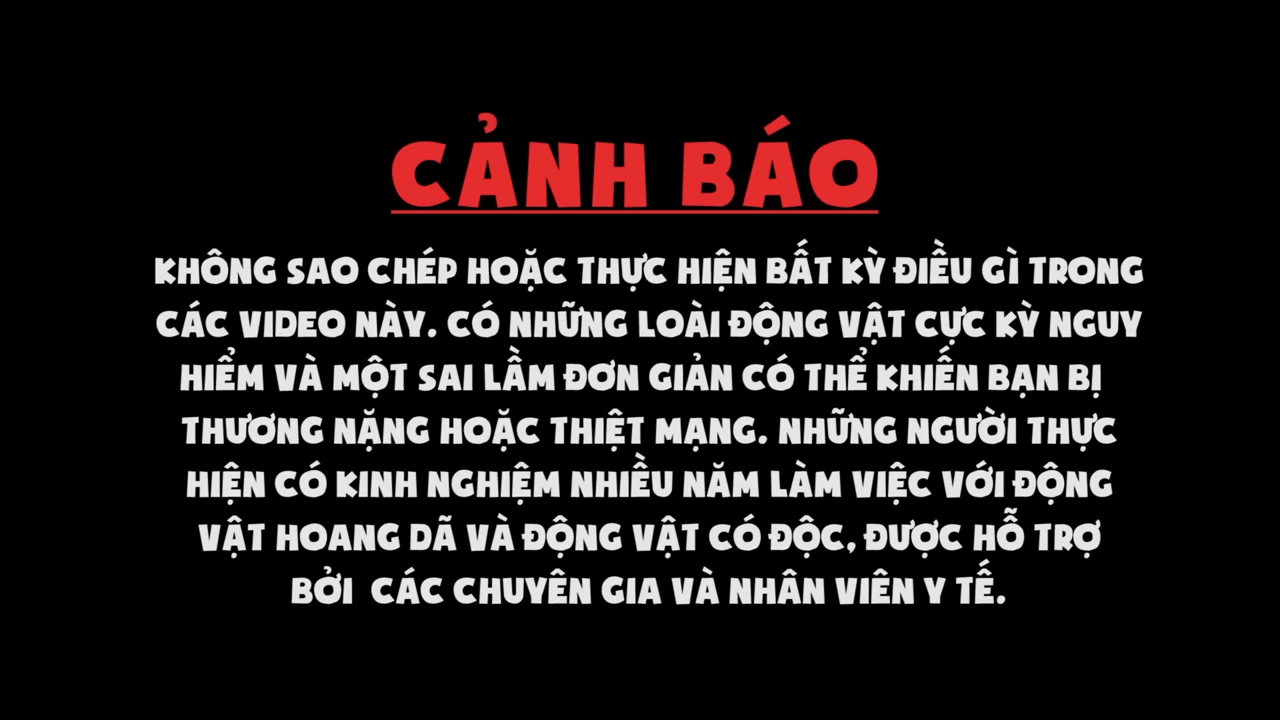 CẢNH BÁO
KHÔNG SAO CHÉP HOẶC THỰC HIỆN BẤT KỲ ĐIỀU GÌ TRONG
CÁC VIDEO NÀY. CÓ NHỮNG LOÀI ĐỘNG VẬT CỰC KỲ NGUY
HIỂM VÀ MỘT SAI LẦM ĐƠN GIẢN CÓ THỂ KHIẾN BẠN BỊ
THƯƠNG NẶNG HOẶC THIỆT MẠNG. NHỮNG NGƯỜI THỰC
HIỆN CÓ KINH NGHIỆM NHIỀU NĂM LÀM VIỆC VỚI ĐỘNG
VẬT HOANG DÃ VÀ ĐỘNG VẬT CÓ ĐỘC, ĐƯỢC HỖ TRỢ
BỞI CÁC CHUYÊN GIA VÀ NHÂN VIÊN Y TẾ.